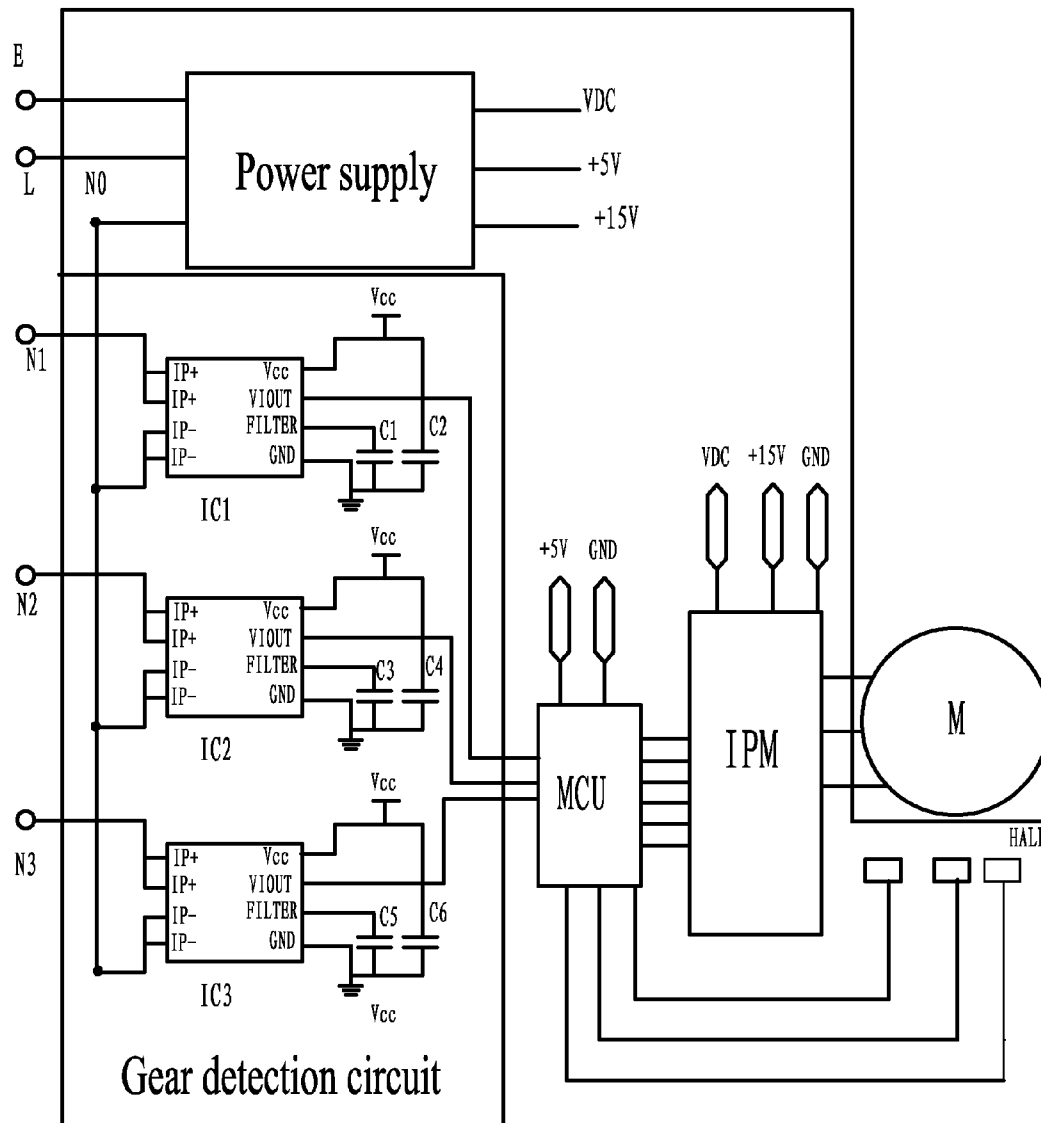 E
VDC
Power supply
+5V
L
N0
+15V
Vcc
N1
IP+
Vcc
IP+
VIOUT
IP-
FILTER
C1
C2
IP-
GND
IC1
VDC
+15V
GND
Vcc
+5V
GND
N2
IP+
Vcc
IP+
VIOUT
IP-
FILTER
C3
C4
IP-
GND
IC2
MCU
IPM
M
Vcc
N3
IP+
Vcc
IP+
VIOUT
IP-
FILTER
C5
C6
IP-
GND
IC3
Vcc
Gear detection circuit